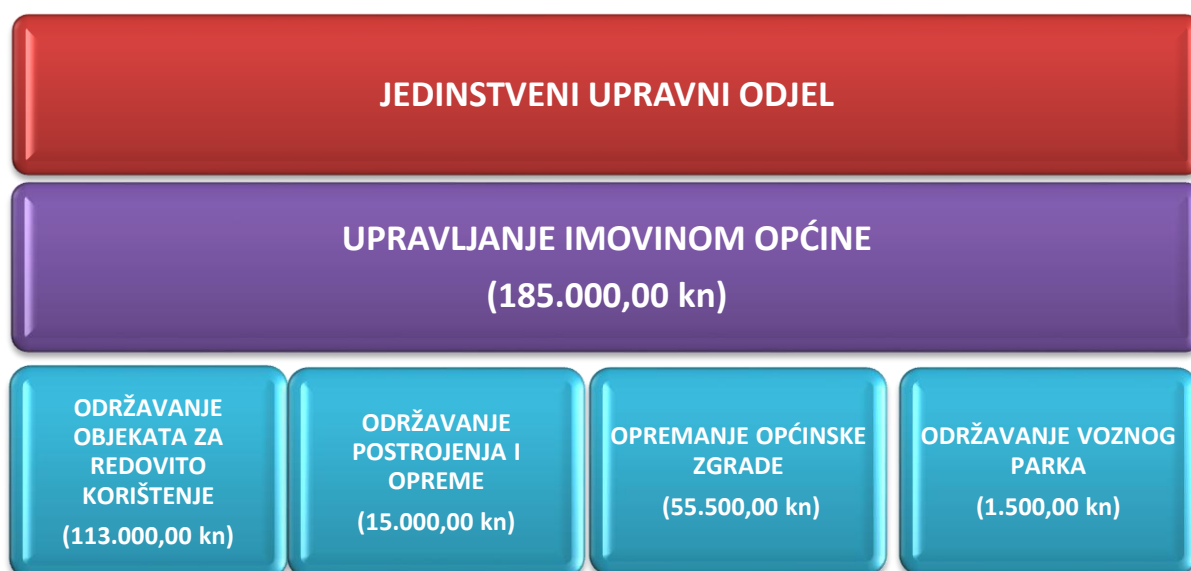 JEDINSTVENI UPRAVNI ODJEL
UPRAVLJANJE IMOVINOM OPĆINE
(185.000,00 kn)
ODRŽAVANJE
OBJEKATA ZA
REDOVITO
KORIŠTENJE
(113.000,00 kn)
ODRŽAVANJE
POSTROJENJA I
OPREME
(15.000,00 kn)
OPREMANJE OPĆINSKE
ZGRADE
(55.500,00 kn)
ODRŽAVANJE VOZNOG
PARKA
(1.500,00 kn)